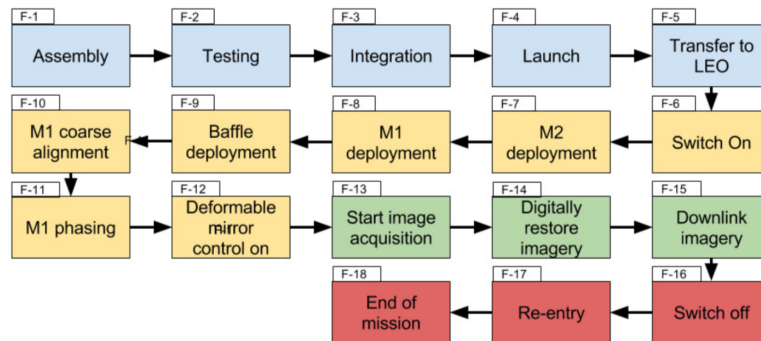 F-1
Assembly
F-2
Testing
F-3
Integration
F-4
Launch
F-5
Transfer to
LEO
F-6
Switch On
F-7
M2 deployment
F-8
M1
deployment
F-9
Baffle
deployment
F-10
M1 coarse
alignment
F
F-11
M1 phasing
F-12
Deformable
mirror
control on
F-13
Start image
acquisition
F-14
Digitally
restore
imagery
F-15
Downlink
imagery
F-16
Switch off
F-17
Re-entry
F-18
End of
mission